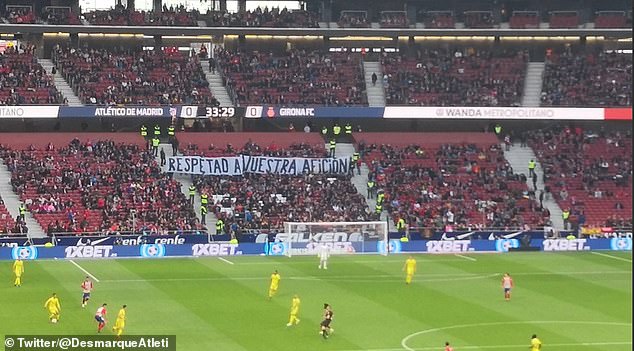 ATLÉTICO DE MADRID 0 33:29 0 GIRONA FC
WANDA METROPOLITANO
RESPETAD A VUESTRA AFICIÓN
1XBET
1XBET
1XBET
1XBET
1XBET
Twitter/@DesmarqueAtleti